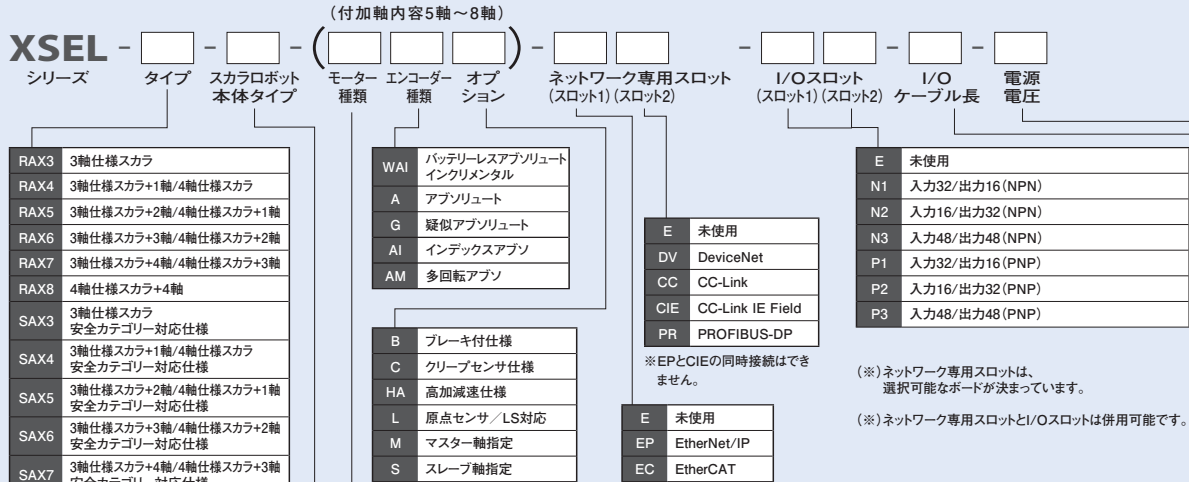 (付加軸内容5軸～8軸)
XSEL - - - ( ) - - - -
シリーズ タイプ スカラロボット本体タイプ モーター種類 エンコーダー種類 オプション ネットワーク専用スロット (スロット1)(スロット2) I/Oスロット (スロット1)(スロット2) I/Oケーブル長 電源電圧
RAX3 3軸仕様スカラ
RAX4 3軸仕様スカラ+1軸/4軸仕様スカラ
RAX5 3軸仕様スカラ+2軸/4軸仕様スカラ+1軸
RAX6 3軸仕様スカラ+3軸/4軸仕様スカラ+2軸
RAX7 3軸仕様スカラ+4軸/4軸仕様スカラ+3軸
RAX8 4軸仕様スカラ+4軸
SAX3 3軸仕様スカラ
安全カテゴリー対応仕様
SAX4 3軸仕様スカラ+1軸/4軸仕様スカラ
安全カテゴリー対応仕様
SAX5 3軸仕様スカラ+2軸/4軸仕様スカラ+1軸
安全カテゴリー対応仕様
SAX6 3軸仕様スカラ+3軸/4軸仕様スカラ+2軸
安全カテゴリー対応仕様
SAX7 3軸仕様スカラ+4軸/4軸仕様スカラ+3軸
WAI バッテリーレスアブソリュート
インクリメンタル
A アブソリュート
G 疑似アブソリュート
AI インデックスアブソ
AM 多回転アブソ
B ブレーキ付仕様
C クリープセンサ仕様
HA 高加減速仕様
L 原点センサ／LS対応
M マスター軸指定
S スレーブ軸指定
E 未使用
DV DeviceNet
CC CC-Link
CIE CC-Link IE Field
PR PROFIBUS-DP
※EPとCIEの同時接続はでき
ません。
E 未使用
EP EtherNet/IP
EC EtherCAT
E 未使用
N1 入力32/出力16(NPN)
N2 入力16/出力32(NPN)
N3 入力48/出力48(NPN)
P1 入力32/出力16(PNP)
P2 入力16/出力32(PNP)
P3 入力48/出力48(PNP)
(※)ネットワーク専用スロットは、
選択可能なボードが決まっています。
(※)ネットワーク専用スロットとI/Oスロットは併用可能です。